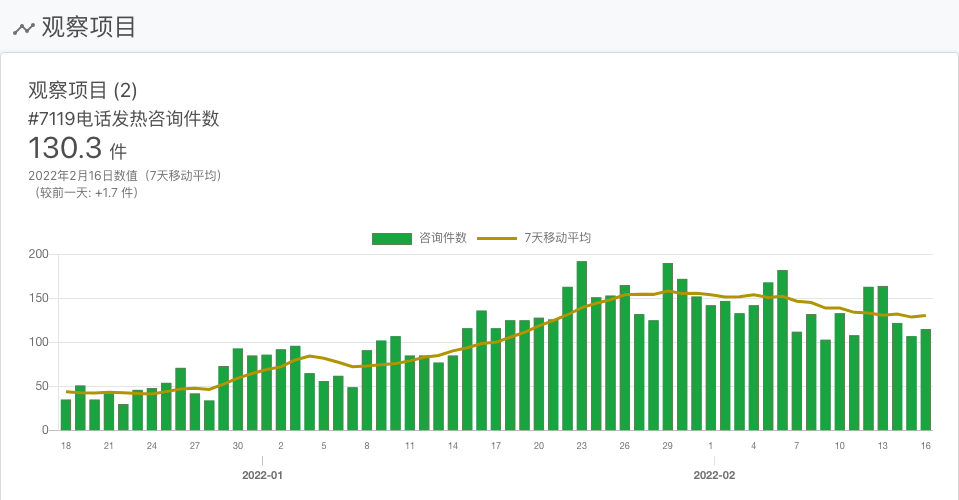 观察项目
观察项目 (2)
#7119电话发热咨询件数
130.3 件
2022年2月16日数值（7天移动平均）
（较前一天: +1.7 件）
咨询件数 7天移动平均
200
150
100
50
0
18 21 24 27 30 2 5 8 11 14 17 20 23 26 29 1 4 7 10 13 16
2022-01 2022-02